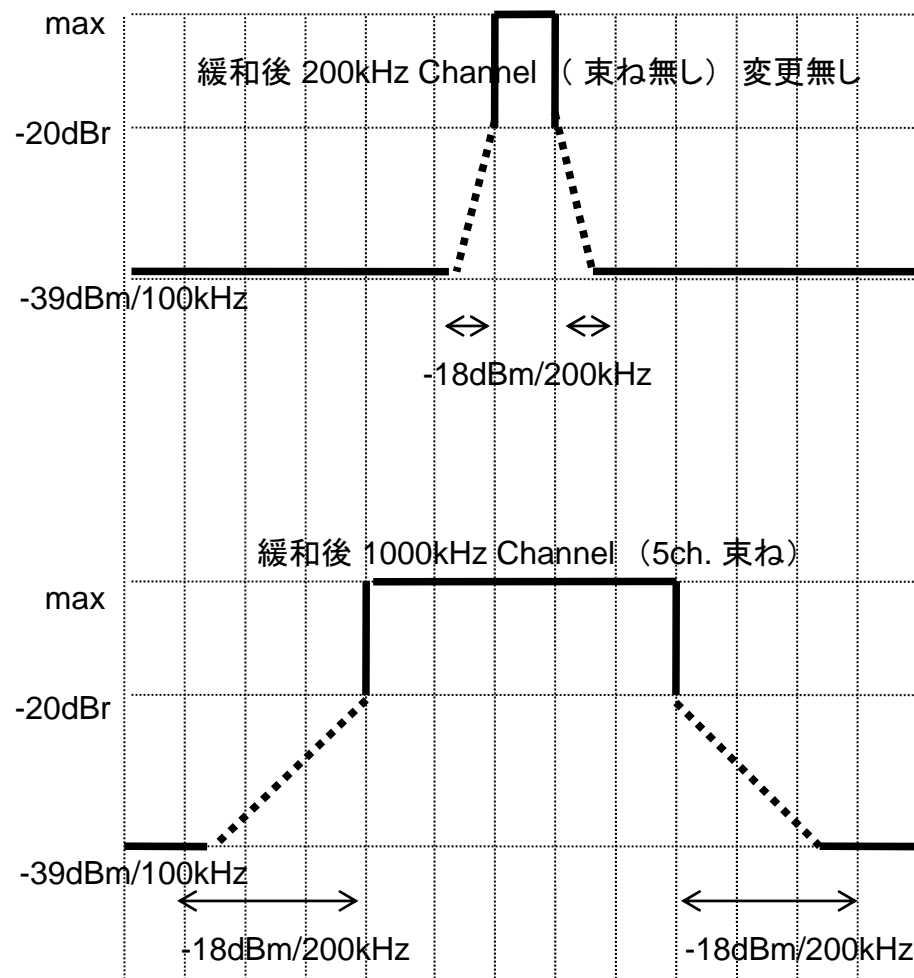 max
緩和後 200kHz Channel （ 束ね無し） 変更無し
-20dBr
-39dBm/100kHz
-18dBm/200kHz
緩和後 1000kHz Channel （5ch. 束ね）
max
-20dBr
-39dBm/100kHz
-18dBm/200kHz
-18dBm/200kHz